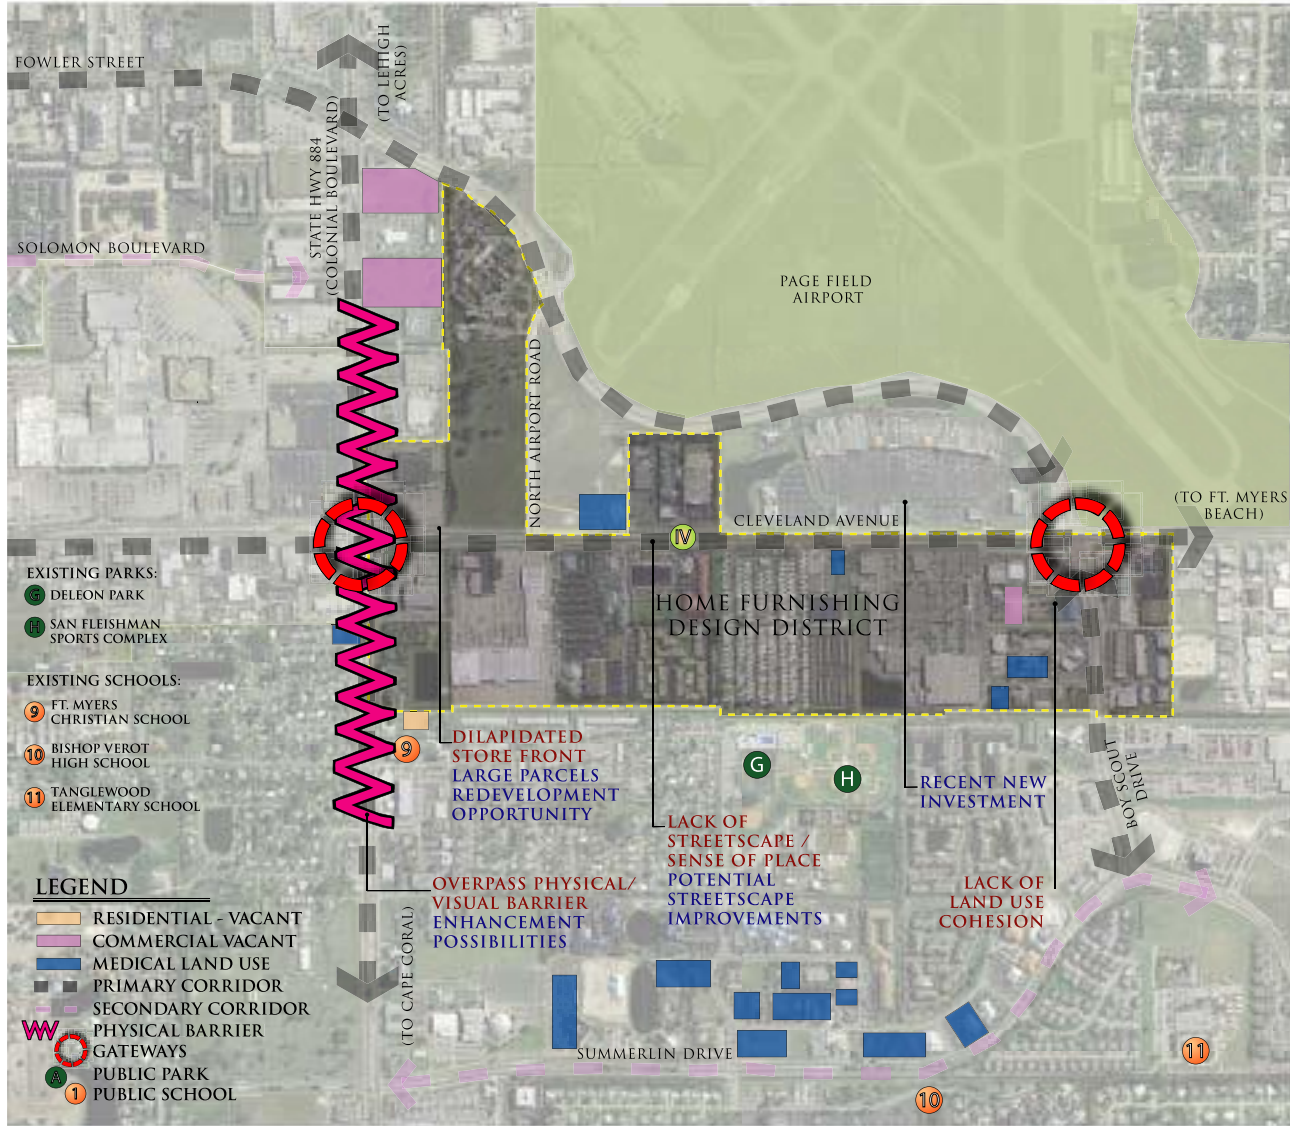 FOWLER STREET
(TO LEHIGH
ACRES)
STATE HWY 884
(COLONIAL BOULEVARD)
SOLOMON BOULEVARD
PAGE FIELD
AIRPORT
NORTH AIRPORT ROAD
(TO FT. MYERS
BEACH)
CLEVELAND AVENUE
IV
HOME FURNISHING
DESIGN DISTRICT
EXISTING PARKS:
G DELEON PARK
H SAN FLEISHMAN
SPORTS COMPLEX
EXISTING SCHOOLS:
9 FT. MYERS
CHRISTIAN SCHOOL
10 BISHOP VEROT
HIGH SCHOOL
11 TANGLEWOOD
ELEMENTARY SCHOOL
9
DILAPIDATED
STORE FRONT
LARGE PARCELS
REDEVELOPMENT
OPPORTUNITY
G
H
RECENT NEW
INVESTMENT
BOY SCOUT
DRIVE
LACK OF
STREETSCAPE /
SENSE OF PLACE
POTENTIAL
STREETSCAPE
IMPROVEMENTS
OVERPASS PHYSICAL/
VISUAL BARRIER
ENHANCEMENT
POSSIBILITIES
LACK OF
LAND USE
COHESION
(TO CAPE CORAL)
SUMMERLIN DRIVE
11
10
LEGEND
RESIDENTIAL - VACANT
COMMERCIAL VACANT
MEDICAL LAND USE
PRIMARY CORRIDOR
SECONDARY CORRIDOR
PHYSICAL BARRIER
GATEWAYS
A PUBLIC PARK
1 PUBLIC SCHOOL